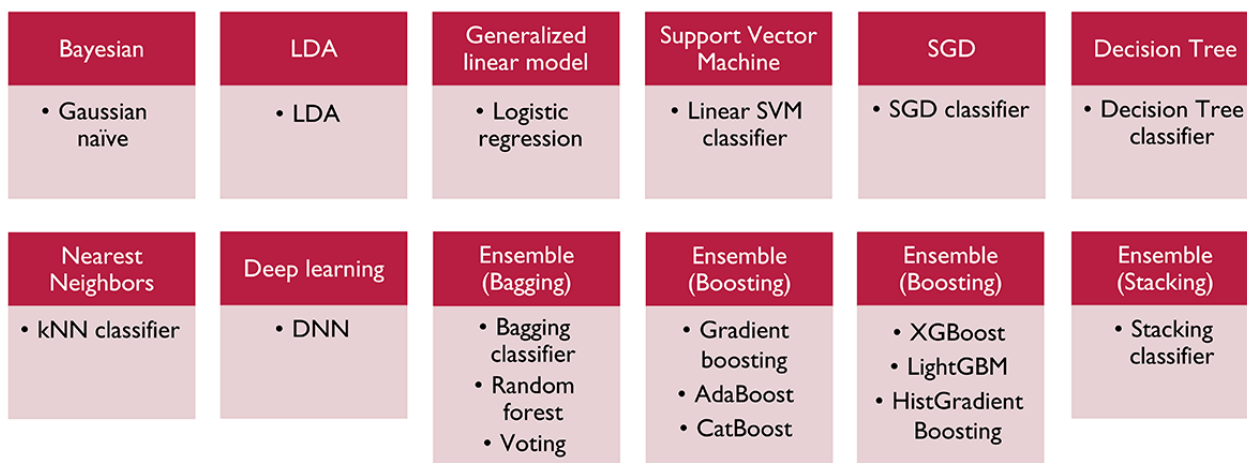 Bayesian
• Gaussian
naïve
LDA
• LDA
Generalized
linear model
• Logistic
regression
Support Vector
Machine
• Linear SVM
classifier
SGD
• SGD classifier
Decision Tree
• Decision Tree
classifier
Nearest
Neighbors
• kNN classifier
Deep learning
• DNN
Ensemble
(Bagging)
• Bagging
classifier
• Random
forest
• Voting
Ensemble
(Boosting)
• Gradient
boosting
• AdaBoost
• CatBoost
Ensemble
(Boosting)
• XGBoost
• LightGBM
• HistGradient
Boosting
Ensemble
(Stacking)
• Stacking
classifier